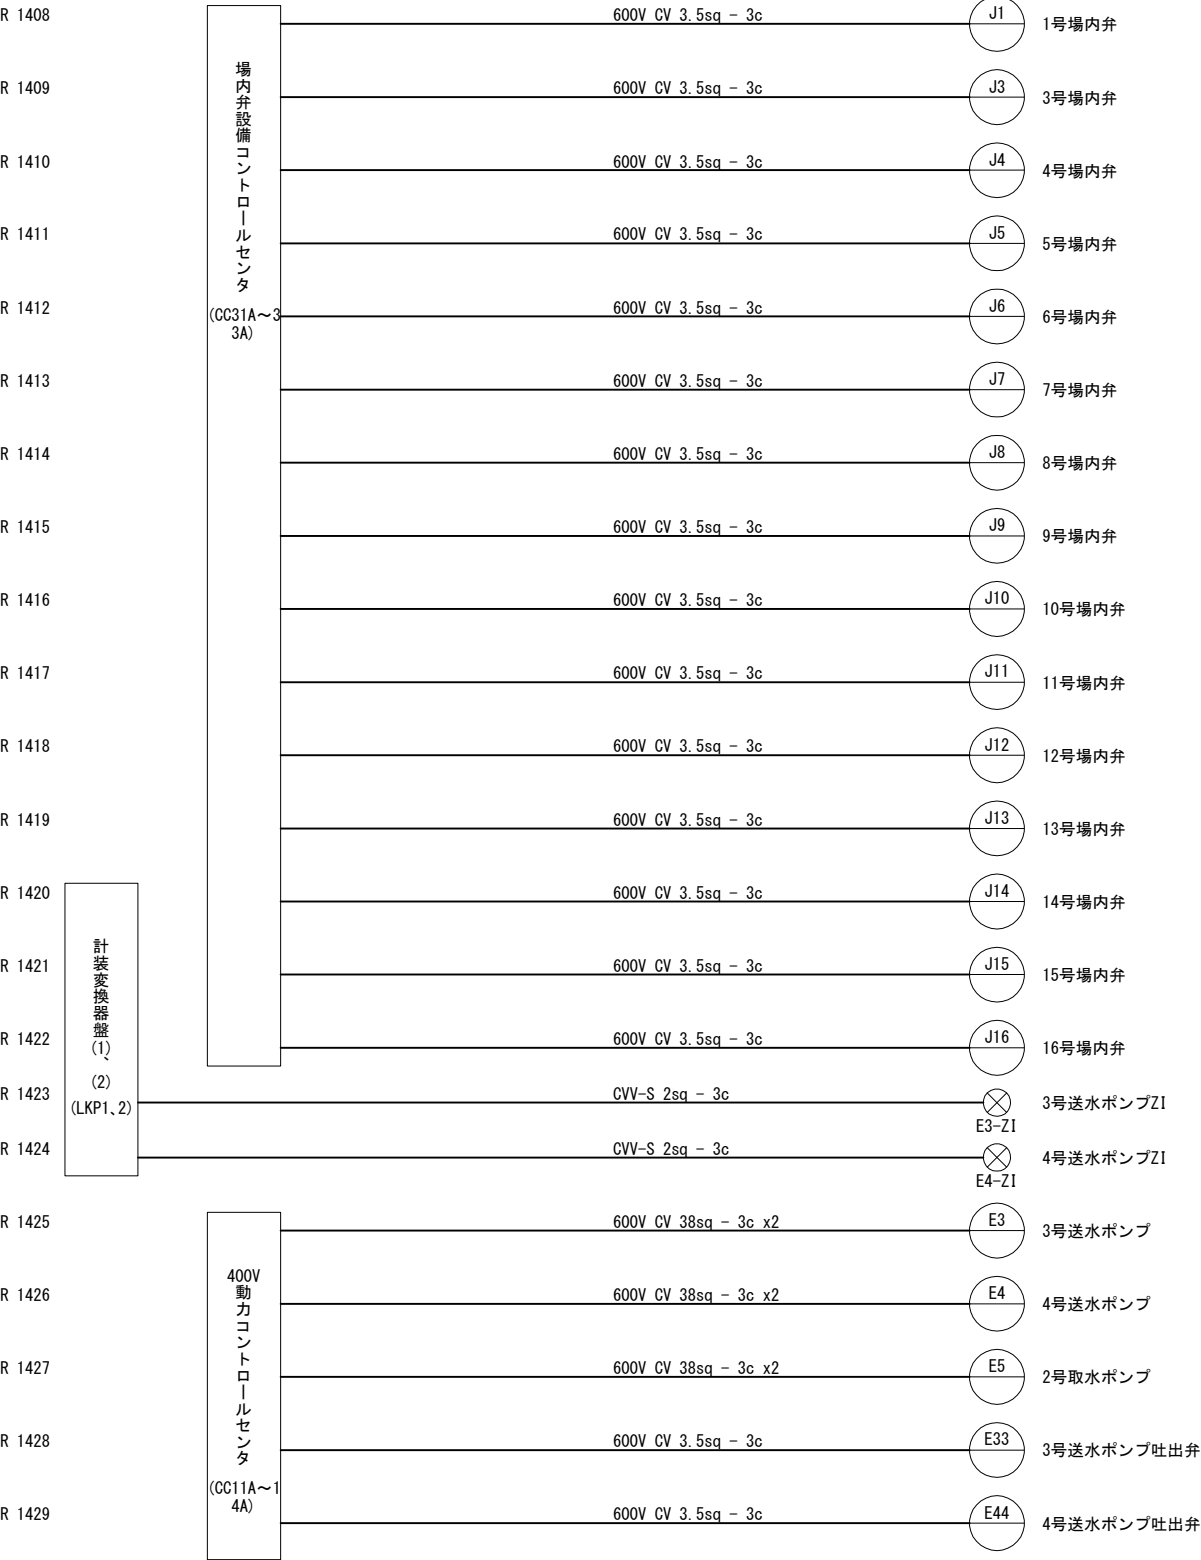 R 1408 600V CV 3.5sq - 3c J1 1号場内弁
場内弁設備コントロールセンタ
(CC31A～3
3A)
R 1409 600V CV 3.5sq - 3c J3 3号場内弁
R 1410 600V CV 3.5sq - 3c J4 4号場内弁
R 1411 600V CV 3.5sq - 3c J5 5号場内弁
R 1412 600V CV 3.5sq - 3c J6 6号場内弁
R 1413 600V CV 3.5sq - 3c J7 7号場内弁
R 1414 600V CV 3.5sq - 3c J8 8号場内弁
R 1415 600V CV 3.5sq - 3c J9 9号場内弁
R 1416 600V CV 3.5sq - 3c J10 10号場内弁
R 1417 600V CV 3.5sq - 3c J11 11号場内弁
R 1418 600V CV 3.5sq - 3c J12 12号場内弁
R 1419 600V CV 3.5sq - 3c J13 13号場内弁
R 1420 600V CV 3.5sq - 3c J14 14号場内弁
計装変換器盤(1)、(2)
(LKP1、2)
R 1421 600V CV 3.5sq - 3c J15 15号場内弁
R 1422 600V CV 3.5sq - 3c J16 16号場内弁
R 1423 CVV-S 2sq - 3c 3号送水ポンプZI
E3-ZI
R 1424 CVV-S 2sq - 3c 4号送水ポンプZI
E4-ZI
R 1425 600V CV 38sq - 3c x2 E3 3号送水ポンプ
400V
動力コントロールセンタ
(CC11A～1
4A)
R 1426 600V CV 38sq - 3c x2 E4 4号送水ポンプ
R 1427 600V CV 38sq - 3c x2 E5 2号取水ポンプ
R 1428 600V CV 3.5sq - 3c E33 3号送水ポンプ吐出弁
R 1429 600V CV 3.5sq - 3c E44 4号送水ポンプ吐出弁